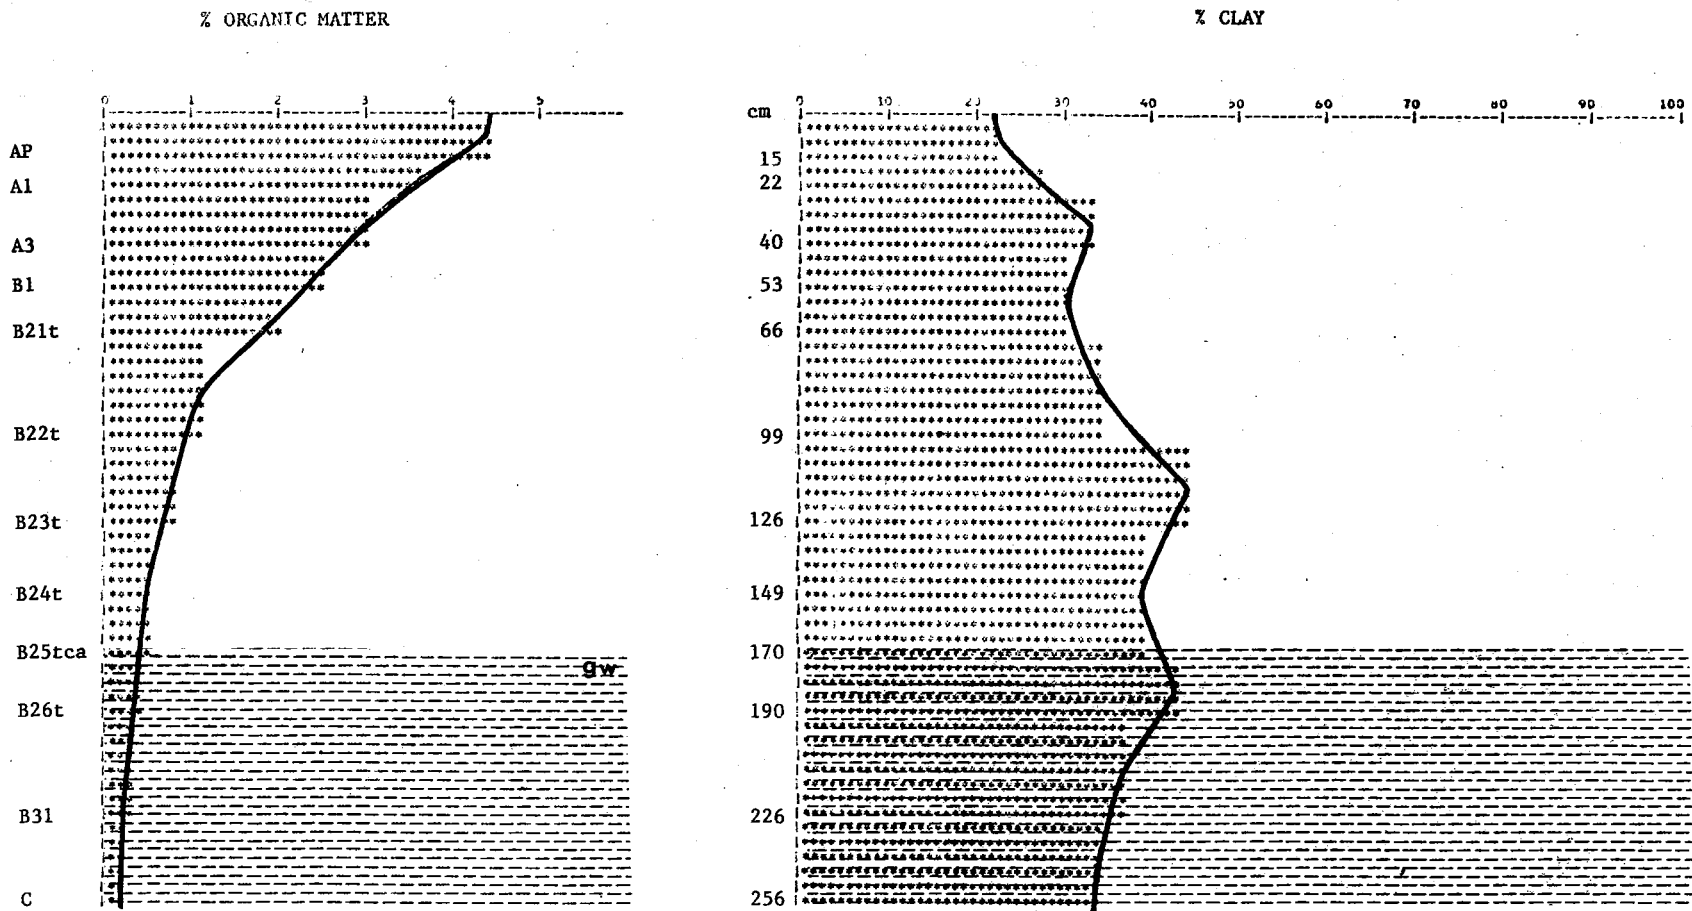 % ORGANIC MATTER
% CLAY
0 1 2 3 4 5
cm 0 10 20 30 40 50 60 70 80 90 100
AP 15
A1 22
A3 40
B1 53
B21t 66
B22t 99
B23t 126
B24t 149
B25tca 170
gw
B26t 190
B31 226
C 256